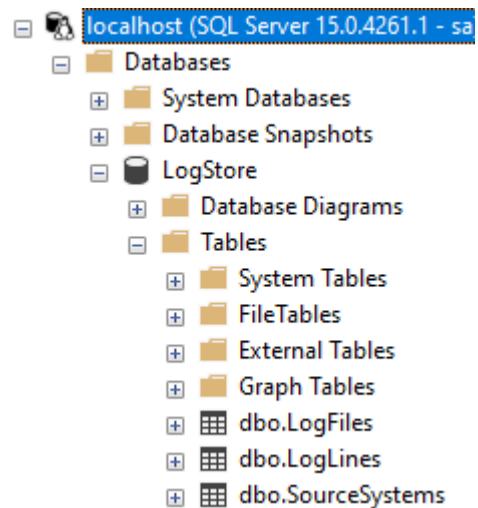 localhost (SQL Server 15.0.4261.1 - sa
Databases
System Databases
Database Snapshots
LogStore
Database Diagrams
Tables
System Tables
FileTables
External Tables
Graph Tables
dbo.LogFiles
dbo.LogLines
dbo.SourceSystems